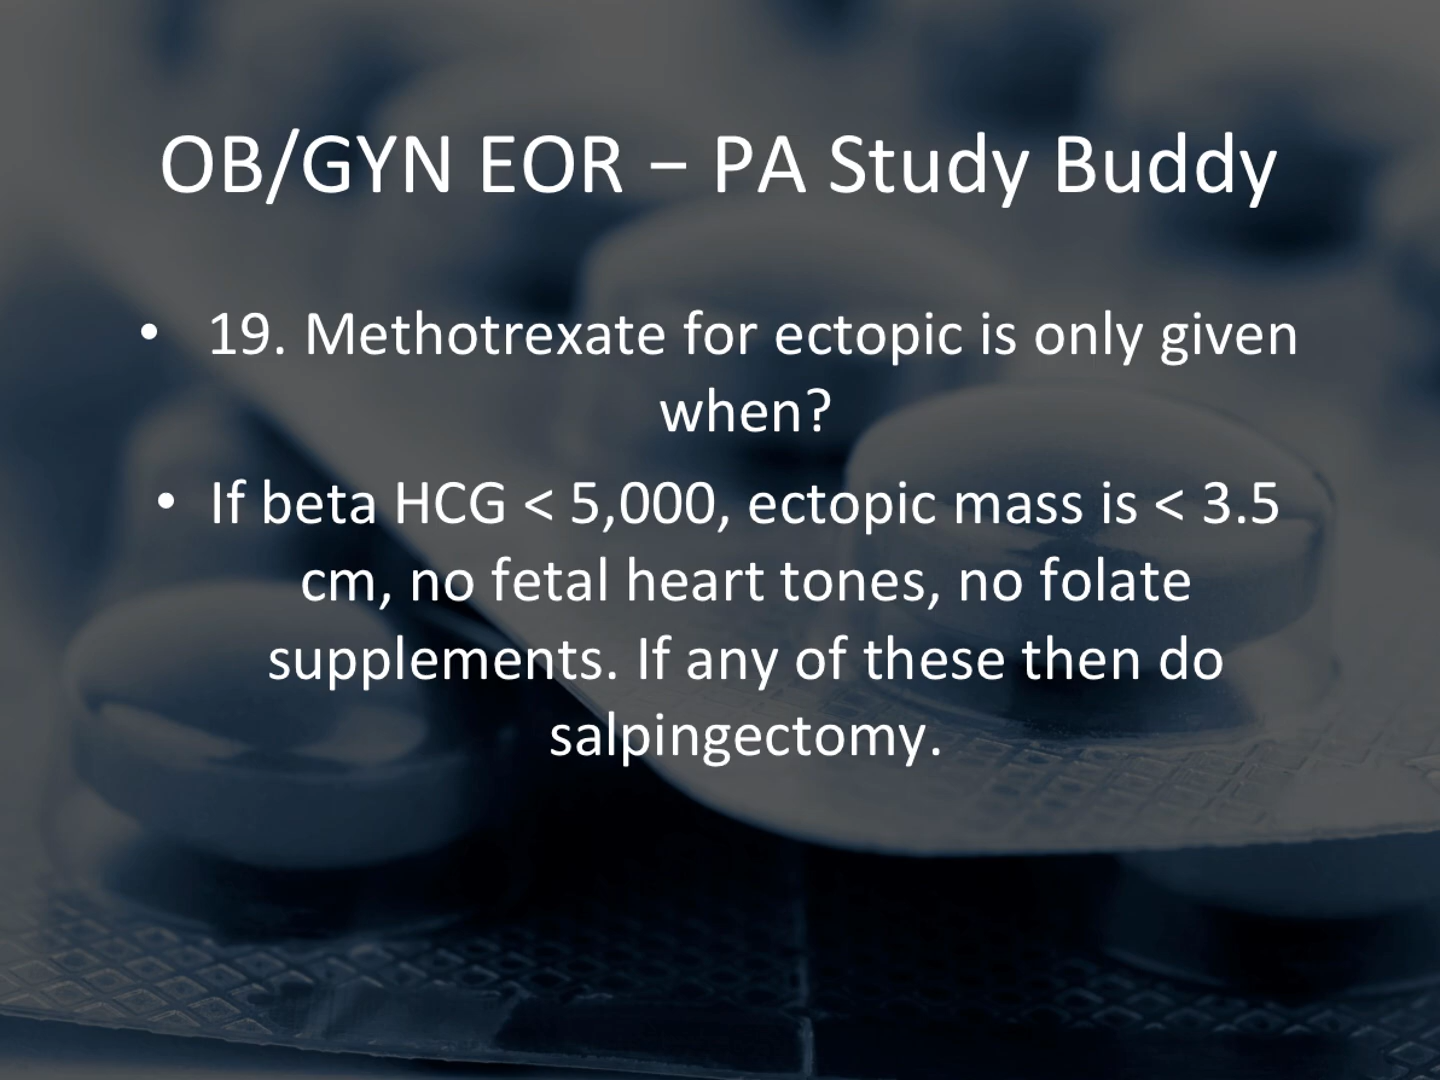 OB/GYN EOR – PA Study Buddy
• 19. Methotrexate for ectopic is only given
when?
• If beta HCG < 5,000, ectopic mass is < 3.5
cm, no fetal heart tones, no folate
supplements. If any of these then do
salpingectomy.